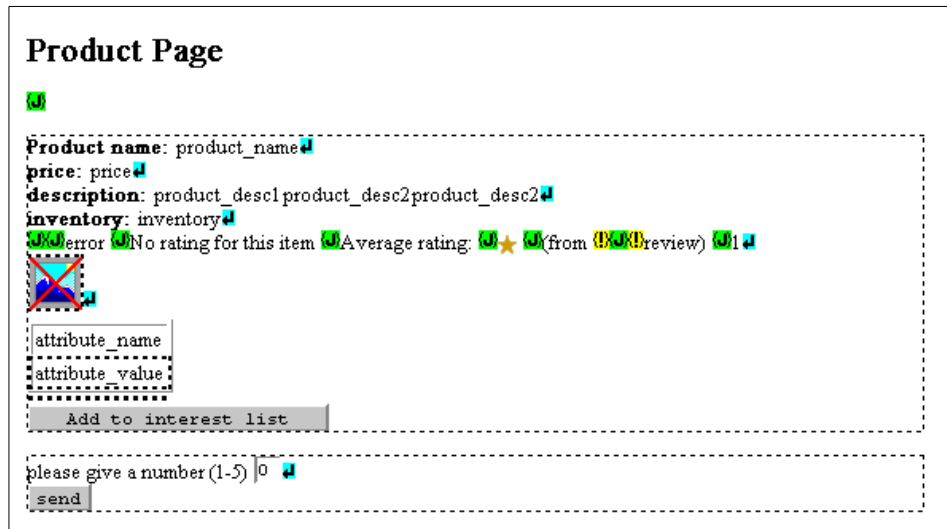 Product Page
{J}
Product name: product_name
price: price
description: product_desc1product_desc2product_desc2
inventory: inventory
{J}{J}error {J}No rating for this item {J}Average rating: {J} {J}(from {!}{J}{!}review) {J}1
attribute_name
attribute_value
Add to interest list
please give a number (1-5) 0
send